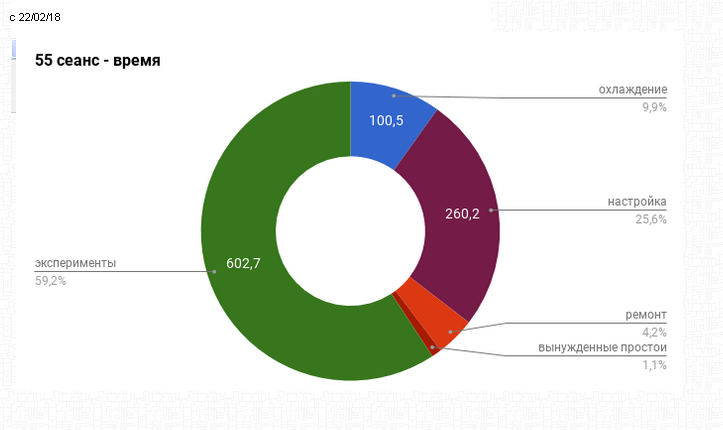 с 22/02/18
55 сеанс - время
охлаждение
9,9%
100,5
настройка
25,6%
260,2
эксперименты
59,2%
602,7
ремонт
4,2%
вынужденные простои
1,1%